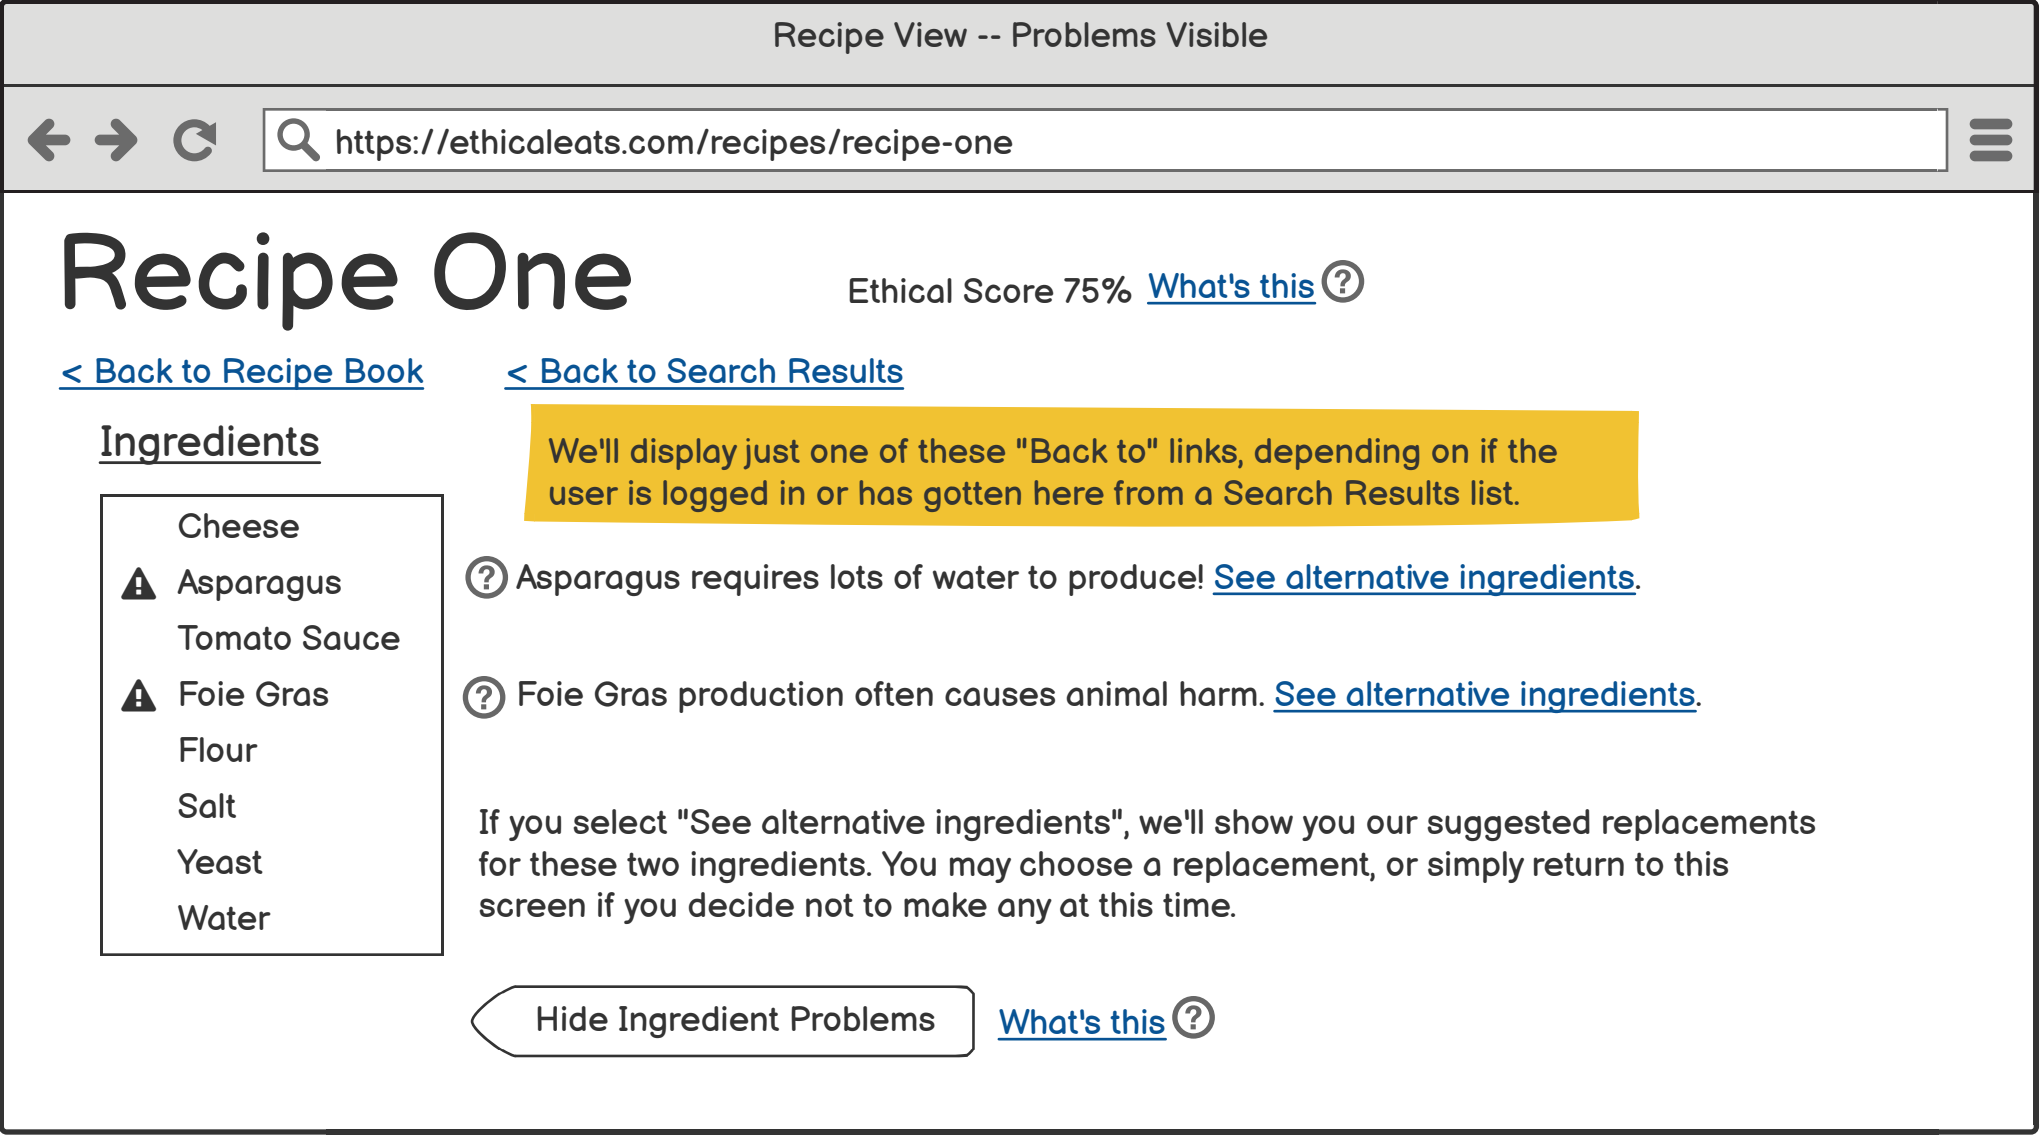 Recipe View -- Problems Visible
https://ethicaleats.com/recipes/recipe-one
Recipe One
Ethical Score 75% What's this ?
< Back to Recipe Book
< Back to Search Results
We'll display just one of these "Back to" links, depending on if the
user is logged in or has gotten here from a Search Results list.
Ingredients
Cheese
Asparagus
Tomato Sauce
Foie Gras
Flour
Salt
Yeast
Water
? Asparagus requires lots of water to produce! See alternative ingredients.
? Foie Gras production often causes animal harm. See alternative ingredients.
If you select "See alternative ingredients", we'll show you our suggested replacements
for these two ingredients. You may choose a replacement, or simply return to this
screen if you decide not to make any at this time.
Hide Ingredient Problems
What's this ?